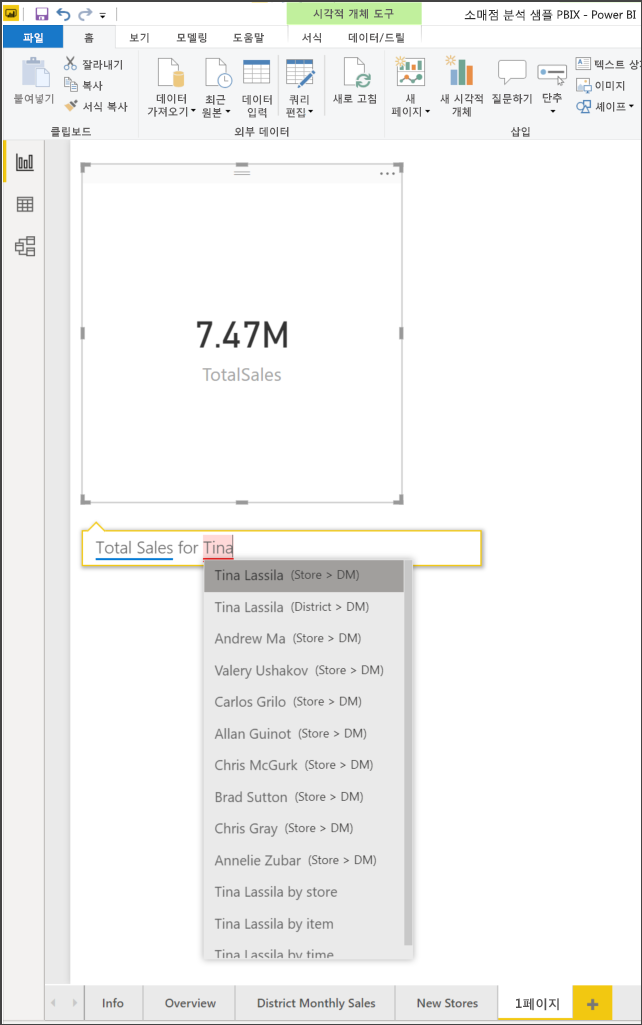 시각적 개체 도구
소매점 분석 샘플 PBIX - Power BI
파일 홈 보기 모델링 도움말 서식 데이터/드릴
붙여넣기
잘라내기
복사
서식 복사
클립보드
데이터
가져오기
최근
원본
데이터
입력
쿼리
편집
외부 데이터
새로 고침
새
페이지
새 시각적
개체
질문하기
단추
텍스트 상
이미지
셰이프
삽입
7.47M
TotalSales
Total Sales for Tina
Tina Lassila (Store > DM)
Tina Lassila (District > DM)
Andrew Ma (Store > DM)
Valery Ushakov (Store > DM)
Carlos Grilo (Store > DM)
Allan Guinot (Store > DM)
Chris McGurk (Store > DM)
Brad Sutton (Store > DM)
Chris Gray (Store > DM)
Annelie Zubar (Store > DM)
Tina Lassila by store
Tina Lassila by item
Tina Lassila by time
Info Overview District Monthly Sales New Stores 1페이지 +